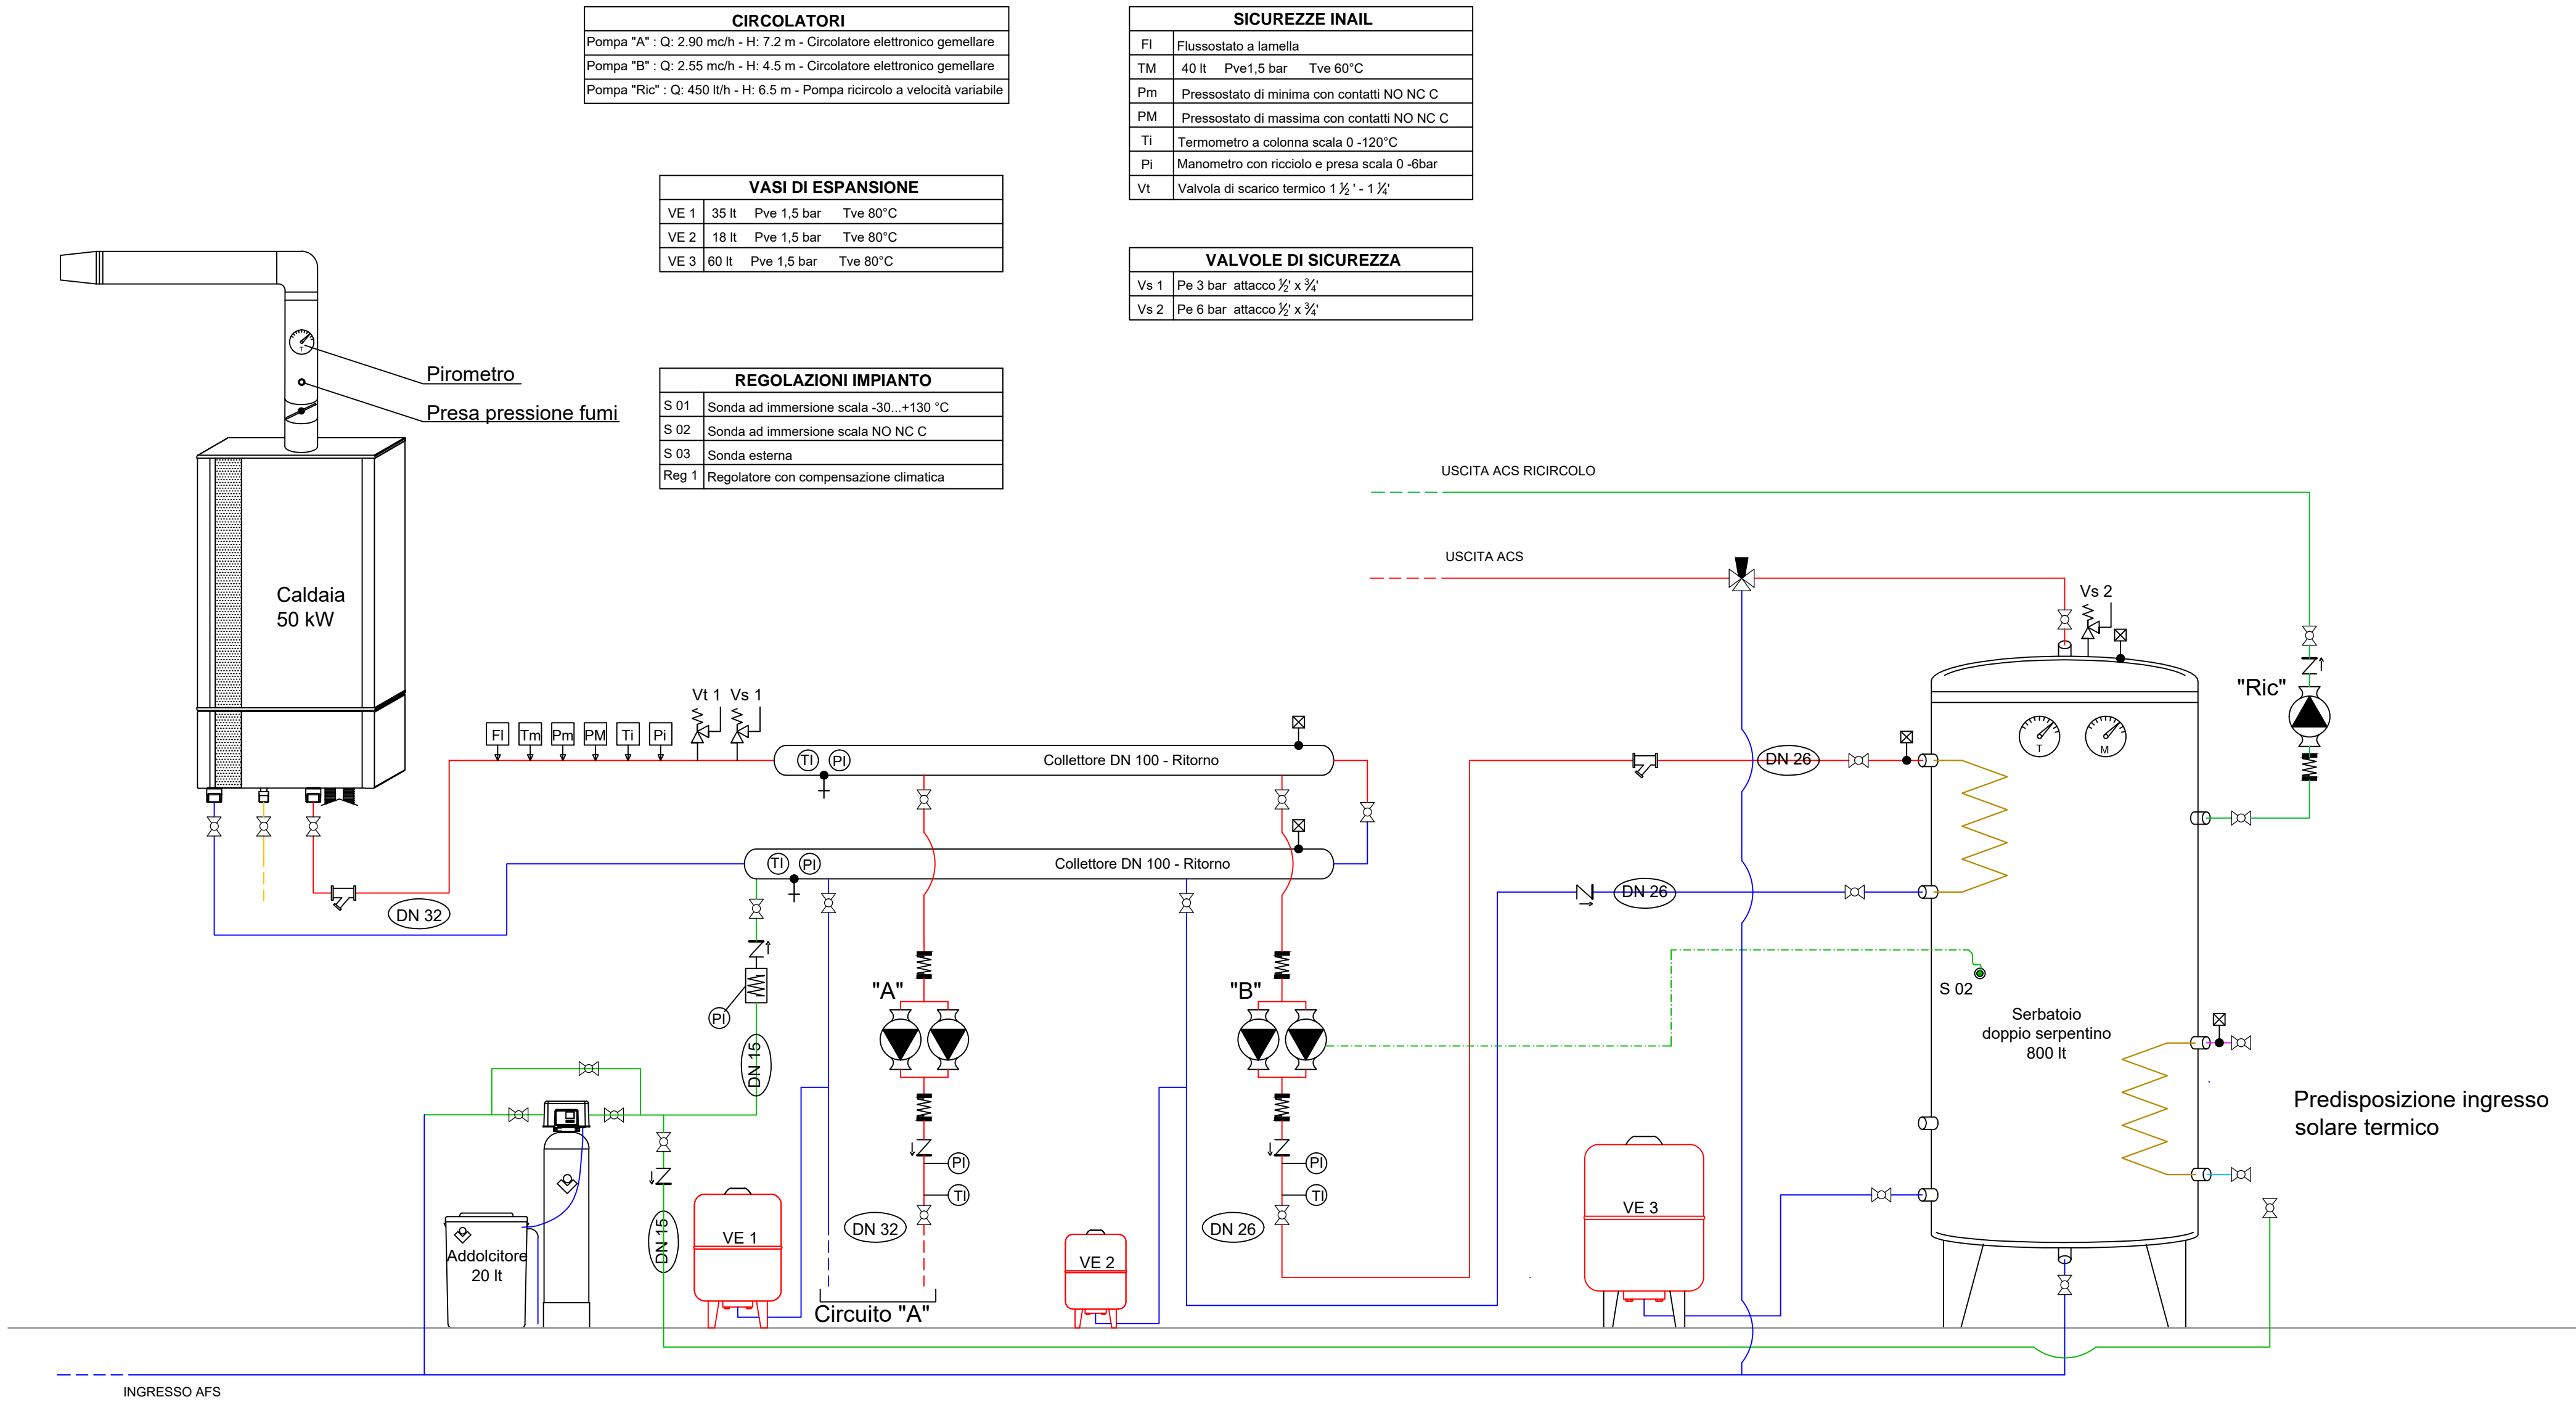 CIRCOLATORI
Pompa "A" : Q: 2.90 mc/h - H: 7.2 m - Circolatore elettronico gemellare
Pompa "B" : Q: 2.55 mc/h - H: 4.5 m - Circolatore elettronico gemellare
Pompa "Ric" : Q: 450 lt/h - H: 6.5 m - Pompa ricircolo a velocità variabile
SICUREZZE INAIL
Fl Flussostato a lamella
TM 40 lt Pve1,5 bar Tve 60°C
Pm Pressostato di minima con contatti NO NC C
PM Pressostato di massima con contatti NO NC C
Ti Termometro a colonna scala 0 -120°C
Pi Manometro con ricciolo e presa scala 0 -6bar
Vt Valvola di scarico termico 1 ½ ' - 1 ¼'
VASI DI ESPANSIONE
VE 1 35 lt Pve 1,5 bar Tve 80°C
VE 2 18 lt Pve 1,5 bar Tve 80°C
VE 3 60 lt Pve 1,5 bar Tve 80°C
VALVOLE DI SICUREZZA
Vs 1 Pe 3 bar attacco ½' x ¾'
Vs 2 Pe 6 bar attacco ½' x ¾'
REGOLAZIONI IMPIANTO
S 01 Sonda ad immersione scala -30...+130 °C
S 02 Sonda ad immersione scala NO NC C
S 03 Sonda esterna
Reg 1 Regolatore con compensazione climatica
T
Pirometro
Presa pressione fumi
Caldaia
50 kW
USCITA ACS RICIRCOLO
USCITA ACS
Vs 2
"Ric"
Vt 1 Vs 1
Fl Tm Pm PM Ti Pi
TI PI Collettore DN 100 - Ritorno
TI PI Collettore DN 100 - Ritorno
T M
DN 26
DN 26
DN 32
S 02
"A"
"B"
PI
DN 15
Serbatoio
doppio serpentino
800 lt
Predisposizione ingresso
solare termico
PI
TI
PI
TI
DN 15
DN 32
DN 26
VE 1
VE 2
VE 3
Addolcitore
20 lt
Circuito "A"
INGRESSO AFS